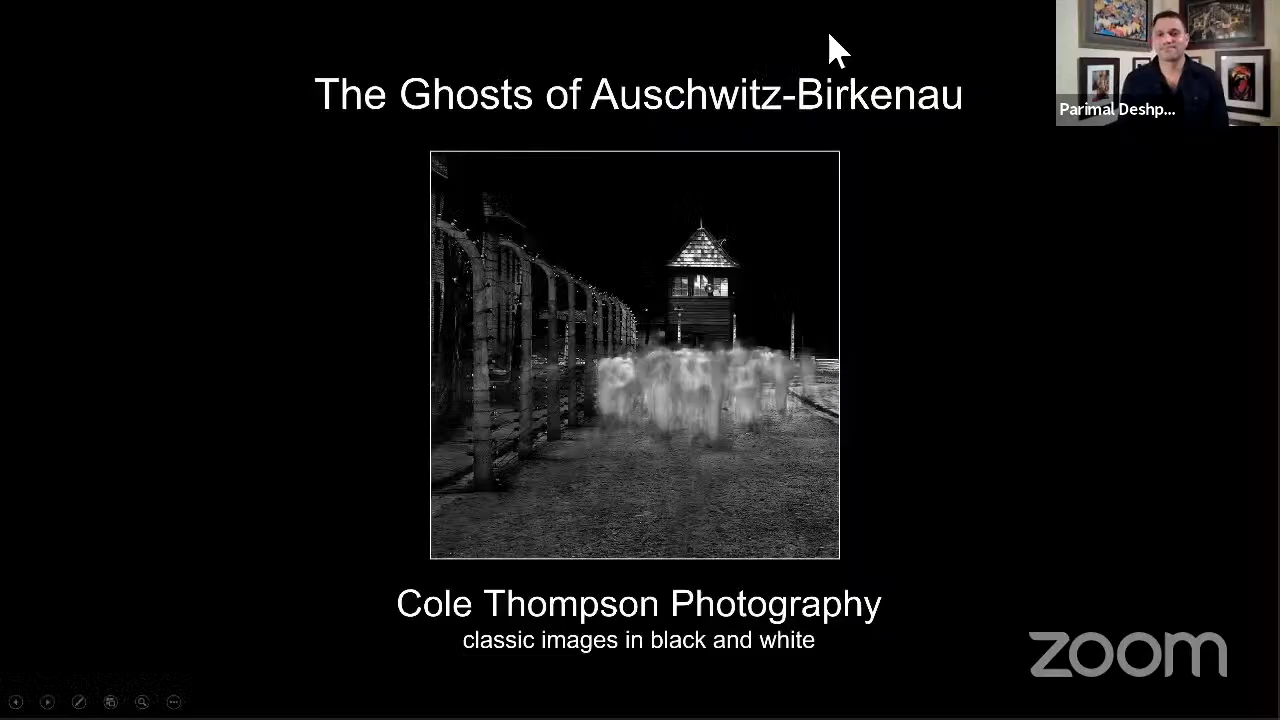 The Ghosts of Auschwitz-Birkenau
Parimal Deshp...
Cole Thompson Photography
classic images in black and white
zoom